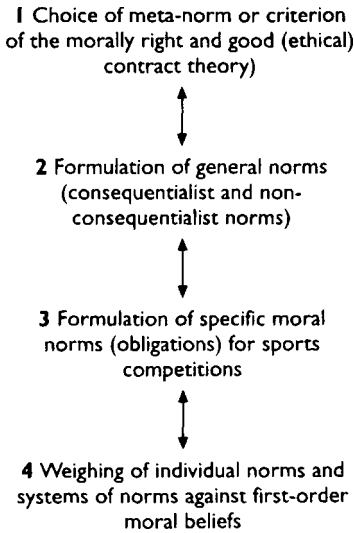 1 Choice of meta-norm or criterion
of the morally right and good (ethical)
contract theory)
2 Formulation of general norms
(consequentialist and non-
consequentialist norms)
3 Formulation of specific moral
norms (obligations) for sports
competitions
4 Weighing of individual norms and
systems of norms against first-order
moral beliefs